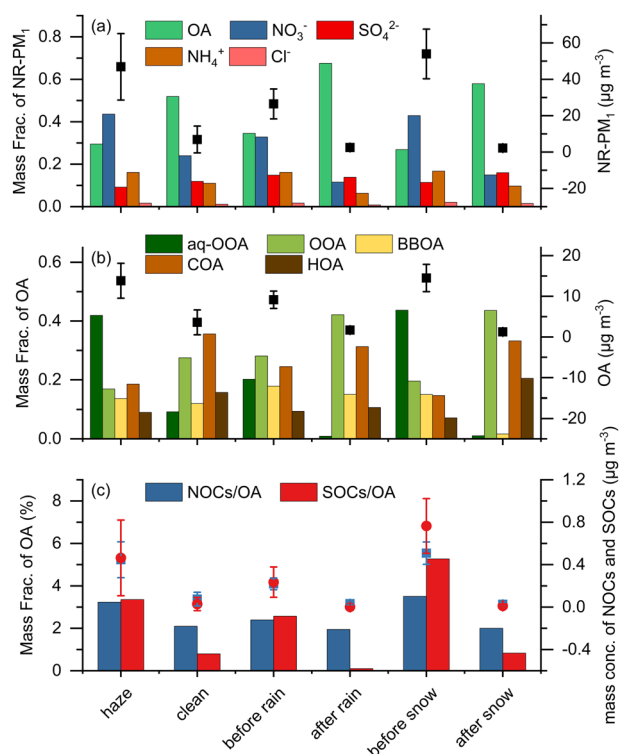 (a) OA NO₃⁻ SO₄²⁻
NH₄⁺ Cl⁻
Mass Frac. of NR-PM₁
0.8
0.6
0.4
0.2
0.0
NR-PM₁ (μg m⁻³)
60
40
20
0
-20
(b) aq-OOA OOA BBOA
COA HOA
Mass Frac. of OA
0.6
0.4
0.2
0.0
OA (μg m⁻³)
20
10
0
-10
-20
(c) NOCs/OA SOCs/OA
Mass Frac. of OA (%)
8
6
4
2
0
mass conc. of NOCs and SOCs (μg m⁻³)
1.2
0.8
0.4
0.0
-0.4
haze
clean
before rain
after rain
before snow
after snow